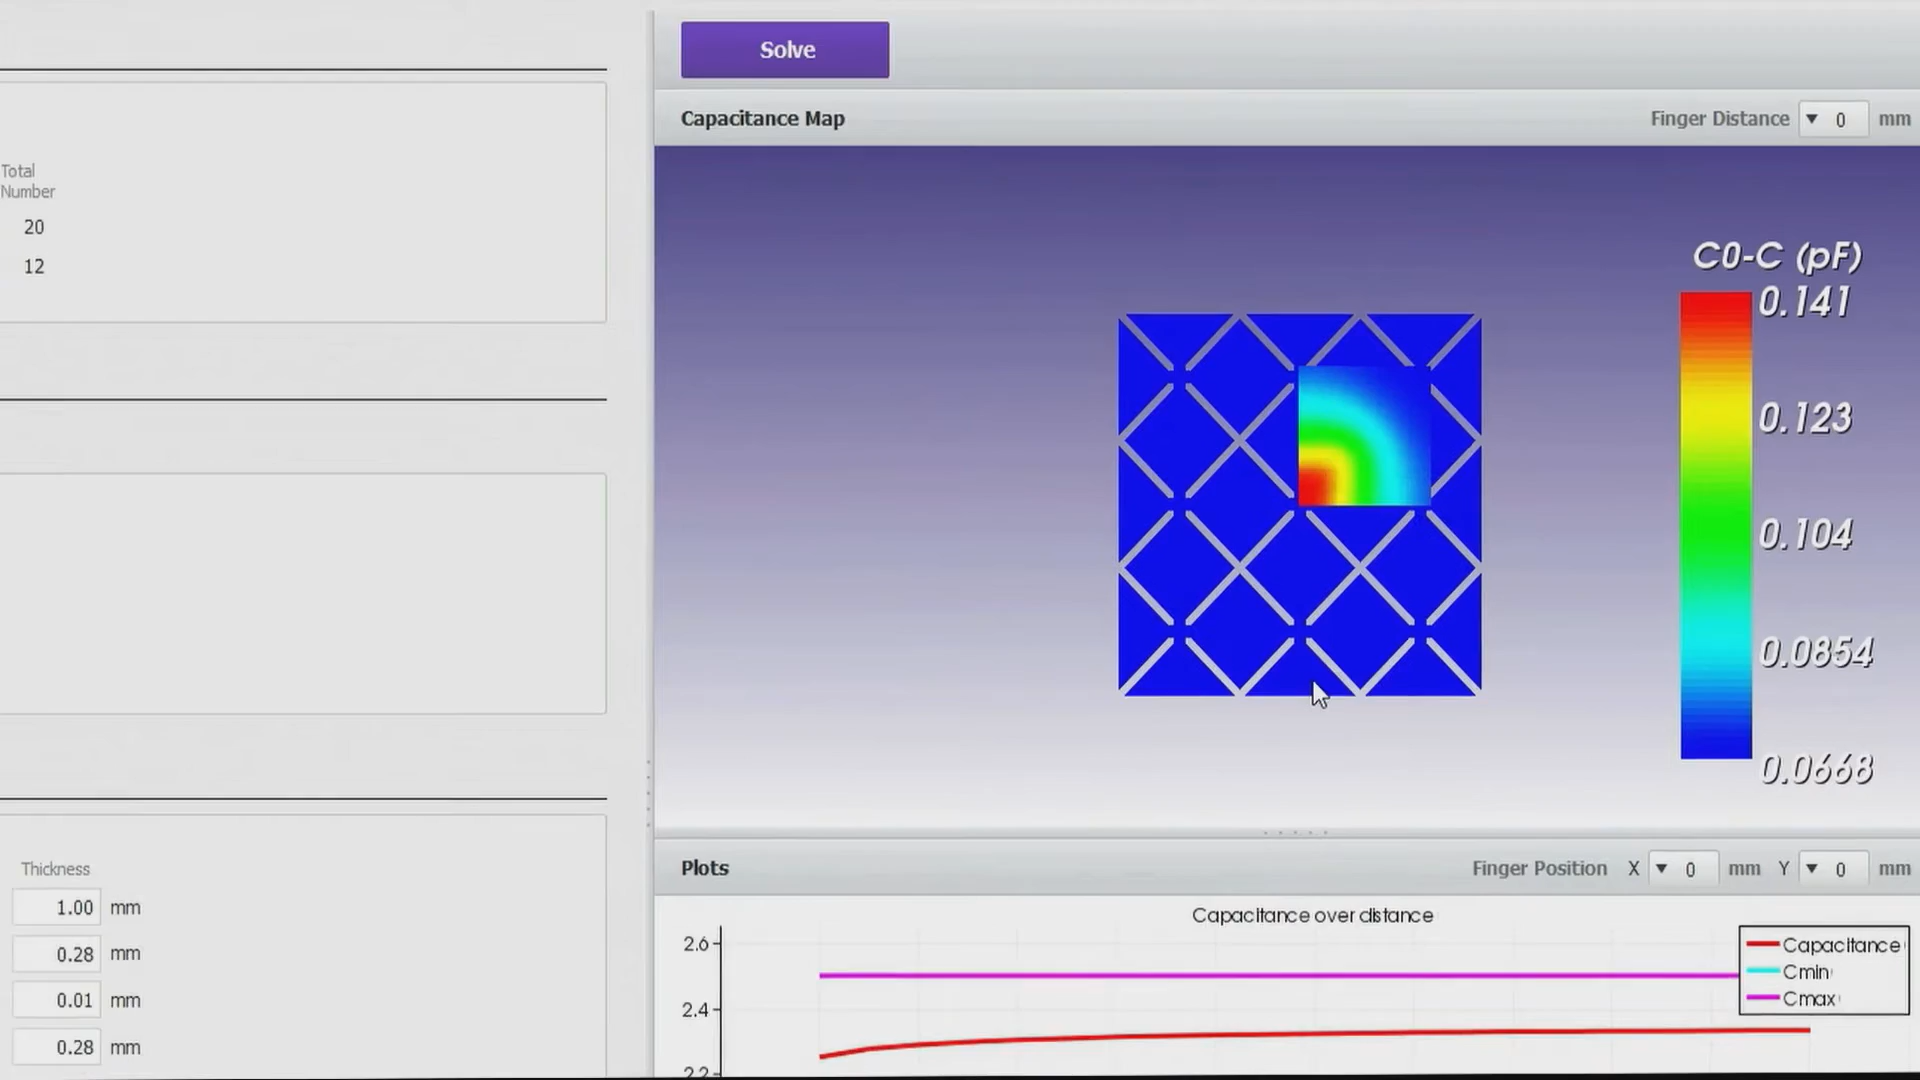 Solve
Capacitance Map
Finger Distance ▼ 0 mm
Total
Number
20
12
C0-C (pF)
0.141
0.123
0.104
0.0854
0.0668
Thickness
1.00 mm
0.28 mm
0.01 mm
0.28 mm
Plots
Finger Position X ▼ 0 mm Y ▼ 0 mm
Capacitance over distance
2.6
2.4
2.2
Capacitance
Cmin
Cmax